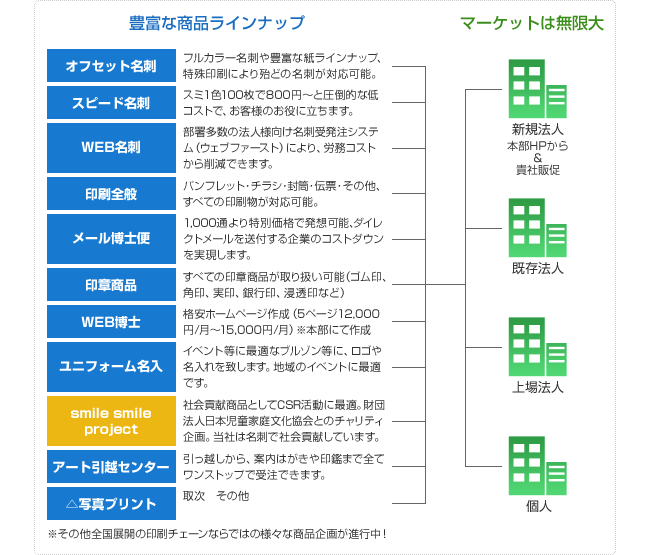 豊富な商品ラインナップ
マーケットは無限大
オフセット名刺
フルカラー名刺や豊富な紙ラインナップ、
特殊印刷により殆どの名刺が対応可能。
スピード名刺
スミ1色100枚で800円〜と圧倒的な低
コストで、お客様のお役に立ちます。
WEB名刺
部署多数の法人様向け名刺受発注システ
ム（ウェブファースト）により、労務コスト
から削減できます。
印刷全般
パンフレット・チラシ・封筒・伝票・その他、
すべての印刷物が対応可能。
メール博士便
1,000通より特別価格で発想可能、ダイレ
クトメールを送付する企業のコストダウン
を実現します。
印章商品
すべての印章商品が取り扱い可能（ゴム印、
角印、実印、銀行印、浸透印など）
WEB博士
格安ホームページ作成（5ページ12,000
円/月〜15,000円/月）※本部にて作成
ユニフォーム名入
イベント等に最適なブルゾン等に、ロゴや
名入れを致します。地域のイベントに最適
です。
smile smile
project
社会貢献商品としてCSR活動に最適。財団
法人日本児童家庭文化協会とのチャリティ
企画。当社は名刺で社会貢献しています。
アート引越センター
引っ越しから、案内はがきや印鑑まで全て
ワンストップで受注できます。
△写真プリント
取次　その他
新規法人
本部HPから
&
貴社販促
既存法人
上場法人
個人
※その他全国展開の印刷チェーンならではの様々な商品企画が進行中！